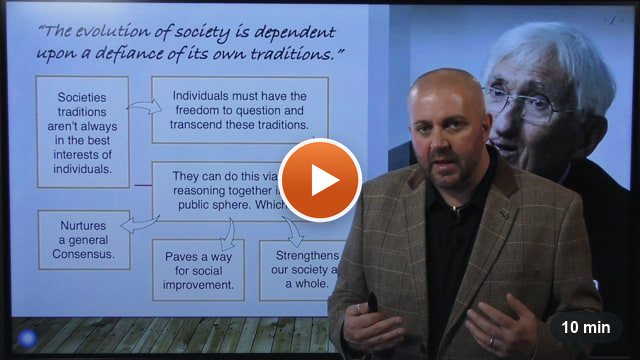 “The evolution of society is dependent
upon a defiance of its own traditions.”
Societies
traditions
aren’t always
in the best
interests of
individuals.
Individuals must have the
freedom to question and
transcend these traditions.
They can do this via
reasoning together
public sphere. Which
Nurtures
a general
Consensus.
Paves a way
for social
improvement.
Strengthens
our society
a whole.
10 min